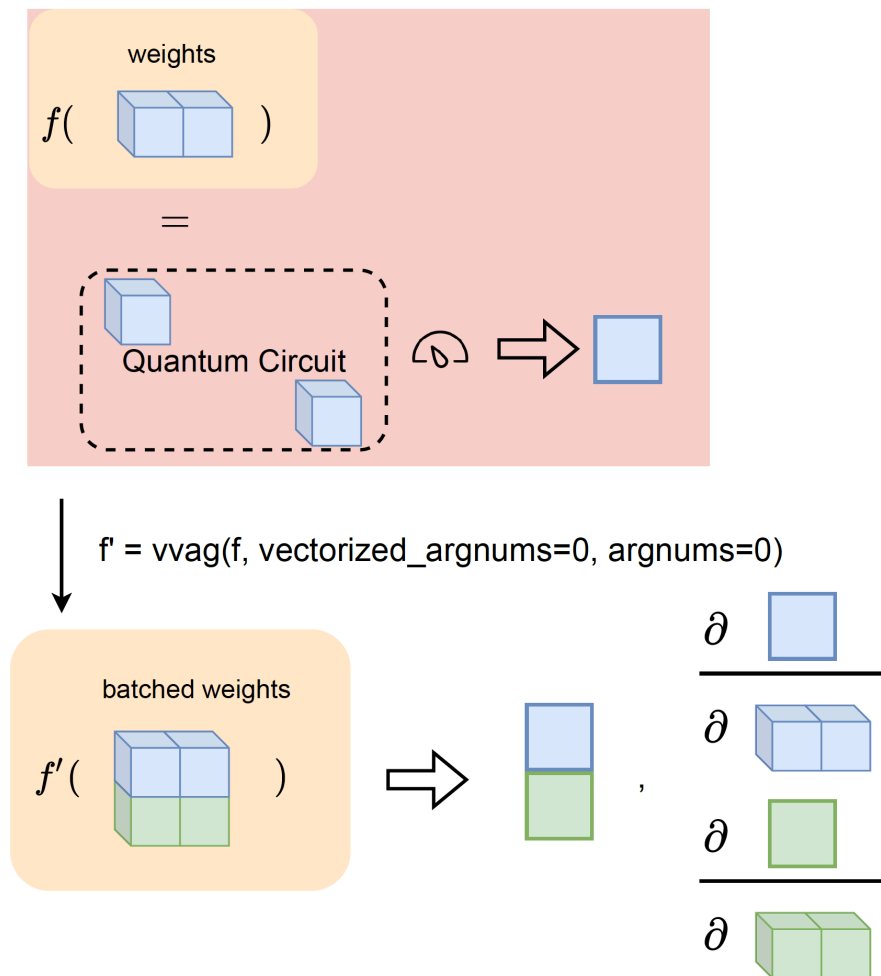 weights
f( )
=
Quantum Circuit
f' = vvag(f, vectorized_argnums=0, argnums=0)
∂
batched weights
∂
f′( )
,
∂
∂